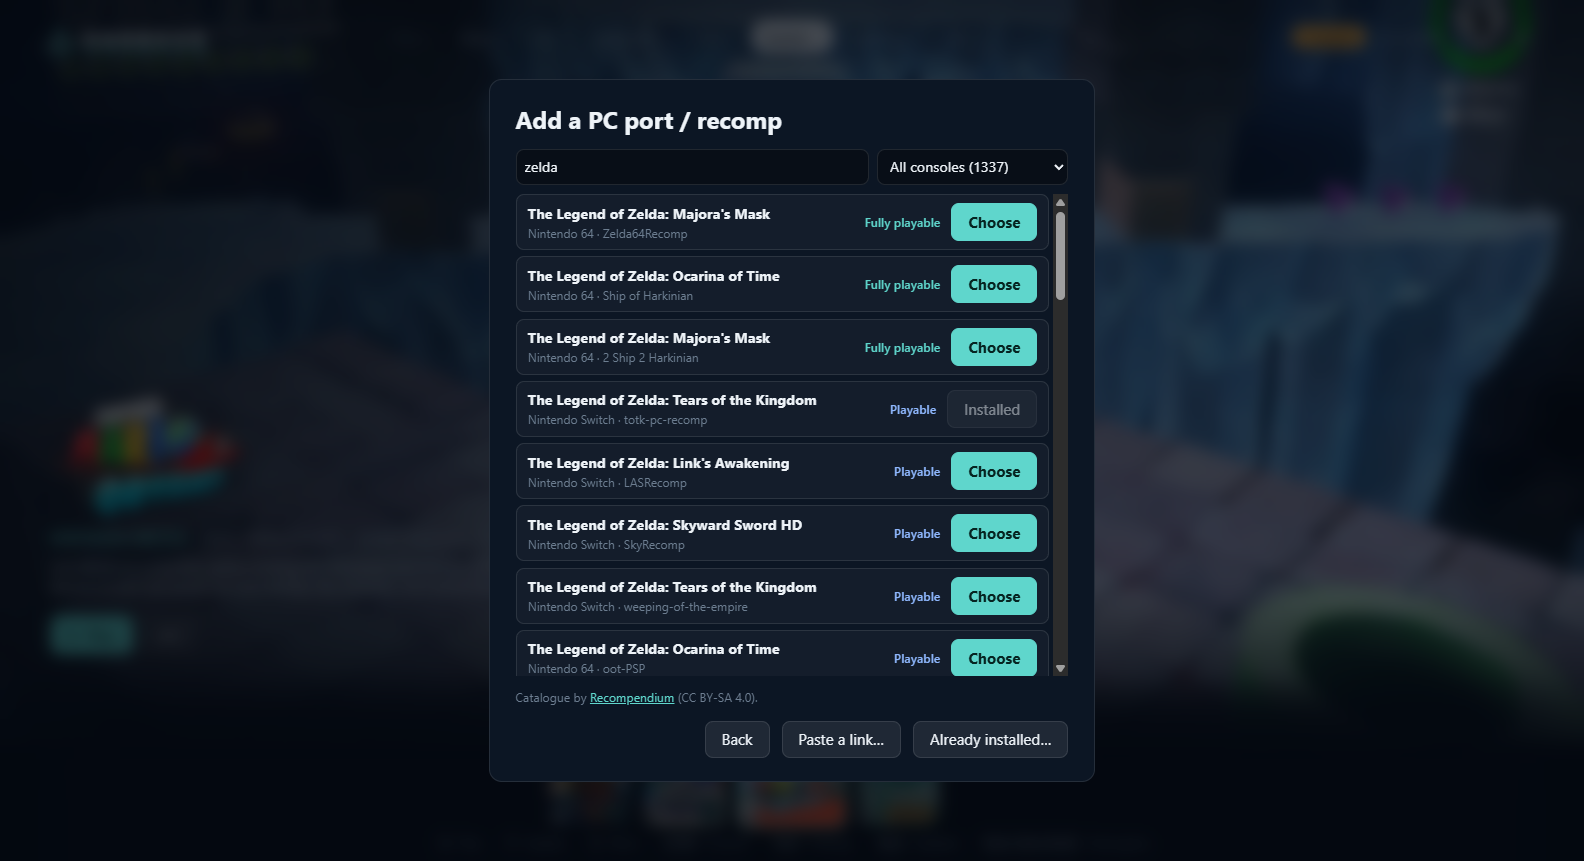 Add a PC port / recomp
zelda
All consoles (1337)
The Legend of Zelda: Majora's Mask
Nintendo 64 · Zelda64Recomp
Fully playable
Choose
The Legend of Zelda: Ocarina of Time
Nintendo 64 · Ship of Harkinian
Fully playable
Choose
The Legend of Zelda: Majora's Mask
Nintendo 64 · 2 Ship 2 Harkinian
Fully playable
Choose
The Legend of Zelda: Tears of the Kingdom
Nintendo Switch · totk-pc-recomp
Playable
Installed
The Legend of Zelda: Link's Awakening
Nintendo Switch · LASRecomp
Playable
Choose
The Legend of Zelda: Skyward Sword HD
Nintendo Switch · SkyRecomp
Playable
Choose
The Legend of Zelda: Tears of the Kingdom
Nintendo Switch · weeping-of-the-empire
Playable
Choose
The Legend of Zelda: Ocarina of Time
Nintendo 64 · oot-PSP
Playable
Choose
Catalogue by Recompendium (CC BY-SA 4.0).
Back
Paste a link...
Already installed...